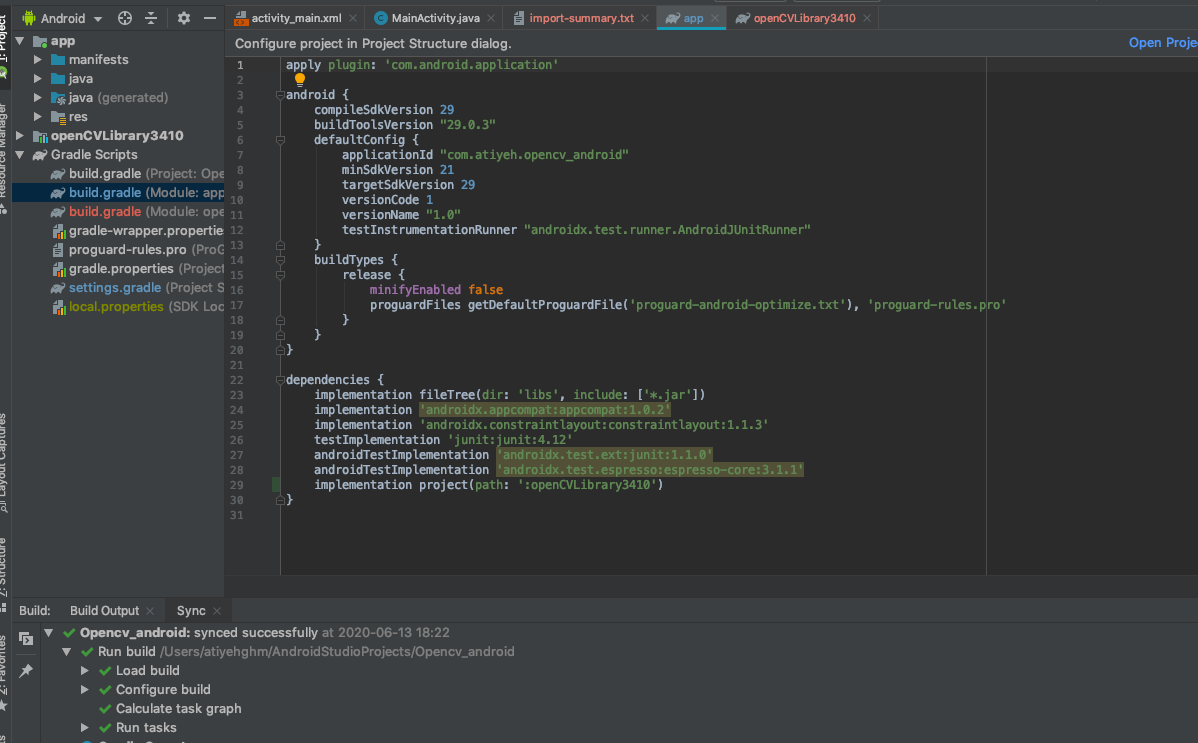 Android
activity_main.xml
MainActivity.java
import-summary.txt
app
openCVLibrary3410
Configure project in Project Structure dialog.
Open Proje
1: Project
Resource Manager
Layout Captures
Z: Structure
2: Favorites
app
manifests
java
java (generated)
res
openCVLibrary3410
Gradle Scripts
build.gradle (Project: Ope
build.gradle (Module: app
build.gradle (Module: ope
gradle-wrapper.propertie
proguard-rules.pro (ProG
gradle.properties (Project
settings.gradle (Project S
local.properties (SDK Loc
1 apply plugin: 'com.android.application'
2
3 android {
4 compileSdkVersion 29
5 buildToolsVersion "29.0.3"
6 defaultConfig {
7 applicationId "com.atiyeh.opencv_android"
8 minSdkVersion 21
9 targetSdkVersion 29
10 versionCode 1
11 versionName "1.0"
12 testInstrumentationRunner "androidx.test.runner.AndroidJUnitRunner"
13 }
14 buildTypes {
15 release {
16 minifyEnabled false
17 proguardFiles getDefaultProguardFile('proguard-android-optimize.txt'), 'proguard-rules.pro'
18 }
19 }
20 }
21
22 dependencies {
23 implementation fileTree(dir: 'libs', include: ['*.jar'])
24 implementation 'androidx.appcompat:appcompat:1.0.2'
25 implementation 'androidx.constraintlayout:constraintlayout:1.1.3'
26 testImplementation 'junit:junit:4.12'
27 androidTestImplementation 'androidx.test.ext:junit:1.1.0'
28 androidTestImplementation 'androidx.test.espresso:espresso-core:3.1.1'
29 implementation project(path: ':openCVLibrary3410')
30 }
31
Build:
Build Output
Sync
Opencv_android: synced successfully at 2020-06-13 18:22
Run build /Users/atiyehghm/AndroidStudioProjects/Opencv_android
Load build
Configure build
Calculate task graph
Run tasks